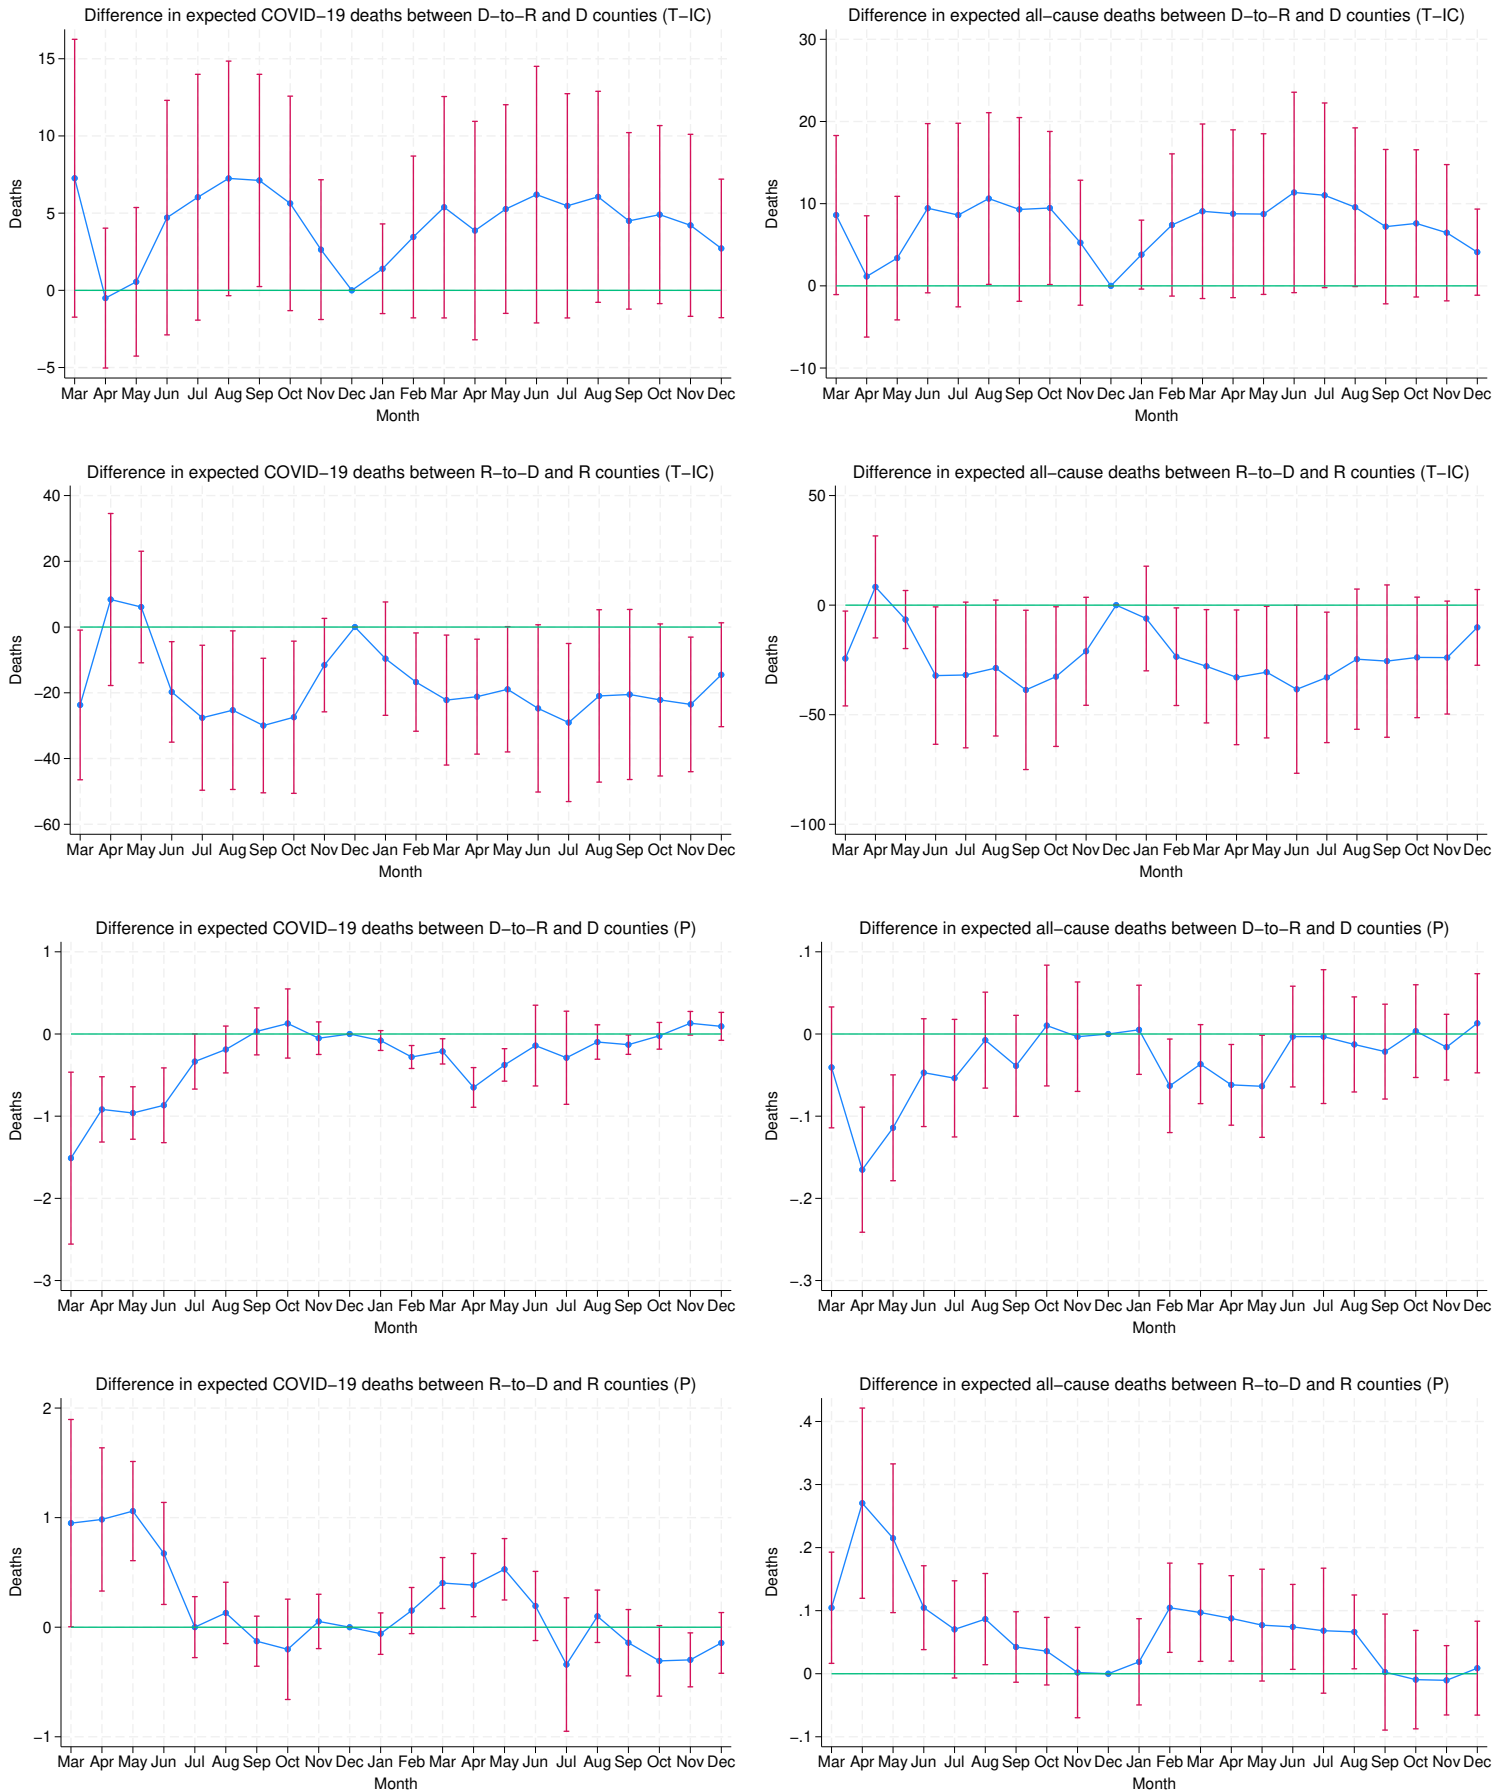 Difference in expected COVID−19 deaths between D−to−R and D counties (T−IC)
15
10
5
0
−5
Deaths
Mar Apr May Jun Jul Aug Sep Oct Nov Dec Jan Feb Mar Apr May Jun Jul Aug Sep Oct Nov Dec
Month
Difference in expected all−cause deaths between D−to−R and D counties (T−IC)
30
20
10
0
−10
Deaths
Mar Apr May Jun Jul Aug Sep Oct Nov Dec Jan Feb Mar Apr May Jun Jul Aug Sep Oct Nov Dec
Month
Difference in expected COVID−19 deaths between R−to−D and R counties (T−IC)
40
20
0
−20
−40
−60
Deaths
Mar Apr May Jun Jul Aug Sep Oct Nov Dec Jan Feb Mar Apr May Jun Jul Aug Sep Oct Nov Dec
Month
Difference in expected all−cause deaths between R−to−D and R counties (T−IC)
50
0
−50
−100
Deaths
Mar Apr May Jun Jul Aug Sep Oct Nov Dec Jan Feb Mar Apr May Jun Jul Aug Sep Oct Nov Dec
Month
Difference in expected COVID−19 deaths between D−to−R and D counties (P)
1
0
−1
−2
−3
Deaths
Mar Apr May Jun Jul Aug Sep Oct Nov Dec Jan Feb Mar Apr May Jun Jul Aug Sep Oct Nov Dec
Month
Difference in expected all−cause deaths between D−to−R and D counties (P)
.1
0
−.1
−.2
−.3
Deaths
Mar Apr May Jun Jul Aug Sep Oct Nov Dec Jan Feb Mar Apr May Jun Jul Aug Sep Oct Nov Dec
Month
Difference in expected COVID−19 deaths between R−to−D and R counties (P)
2
1
0
−1
Deaths
Mar Apr May Jun Jul Aug Sep Oct Nov Dec Jan Feb Mar Apr May Jun Jul Aug Sep Oct Nov Dec
Month
Difference in expected all−cause deaths between R−to−D and R counties (P)
.4
.3
.2
.1
0
−.1
Deaths
Mar Apr May Jun Jul Aug Sep Oct Nov Dec Jan Feb Mar Apr May Jun Jul Aug Sep Oct Nov Dec
Month